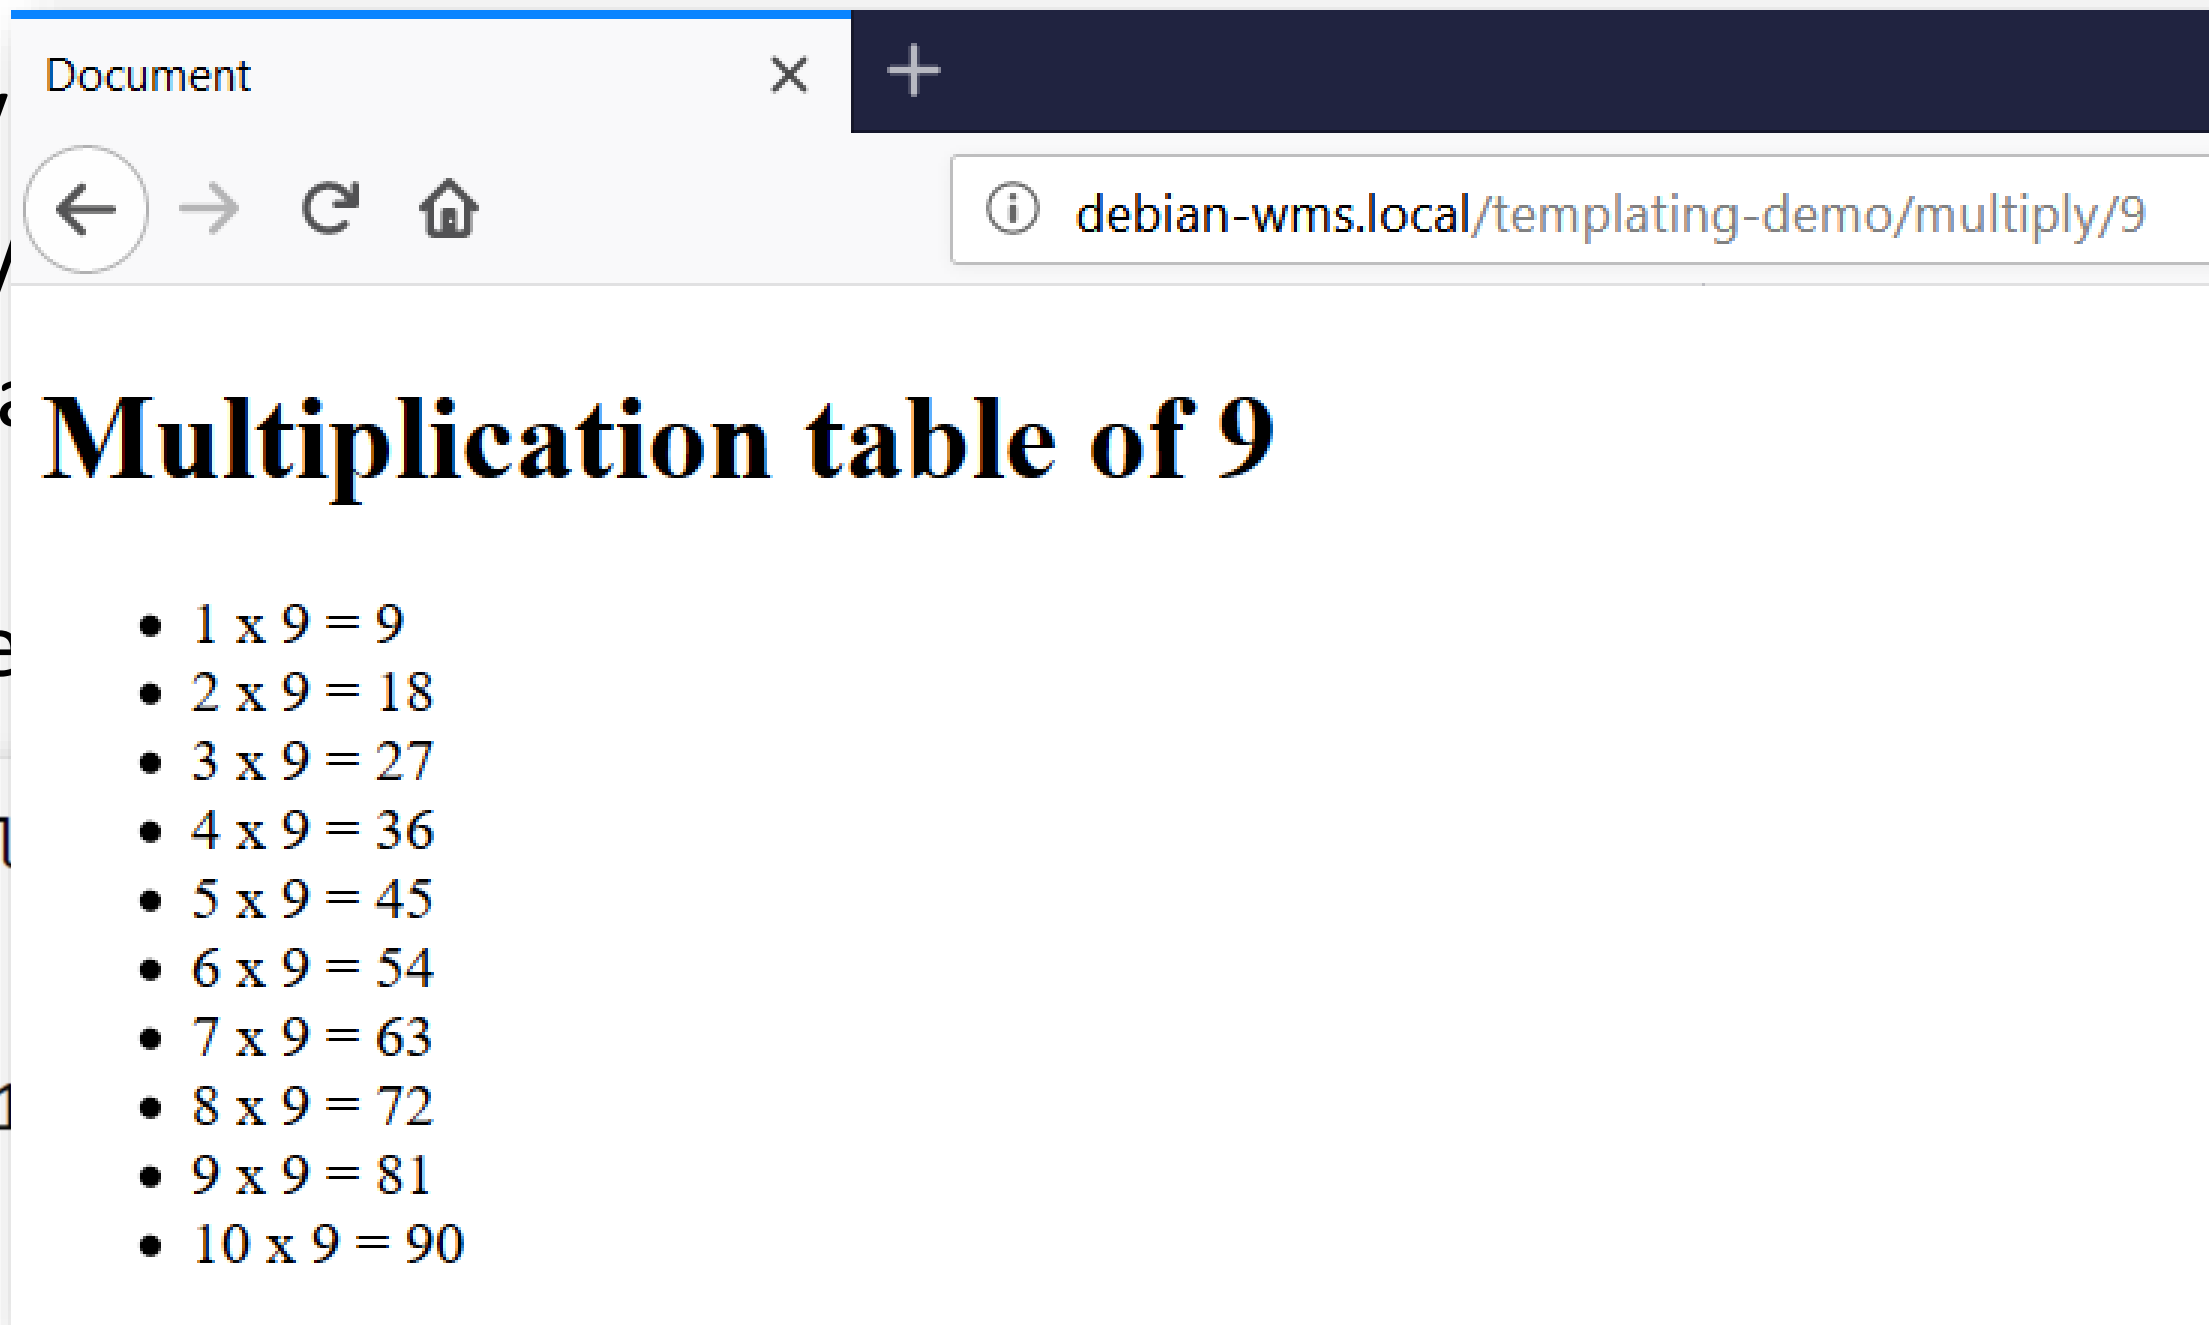 Document
debian-wms.local/templating-demo/multiply/9
Multiplication table of 9
• 1 x 9 = 9
• 2 x 9 = 18
• 3 x 9 = 27
• 4 x 9 = 36
• 5 x 9 = 45
• 6 x 9 = 54
• 7 x 9 = 63
• 8 x 9 = 72
• 9 x 9 = 81
• 10 x 9 = 90